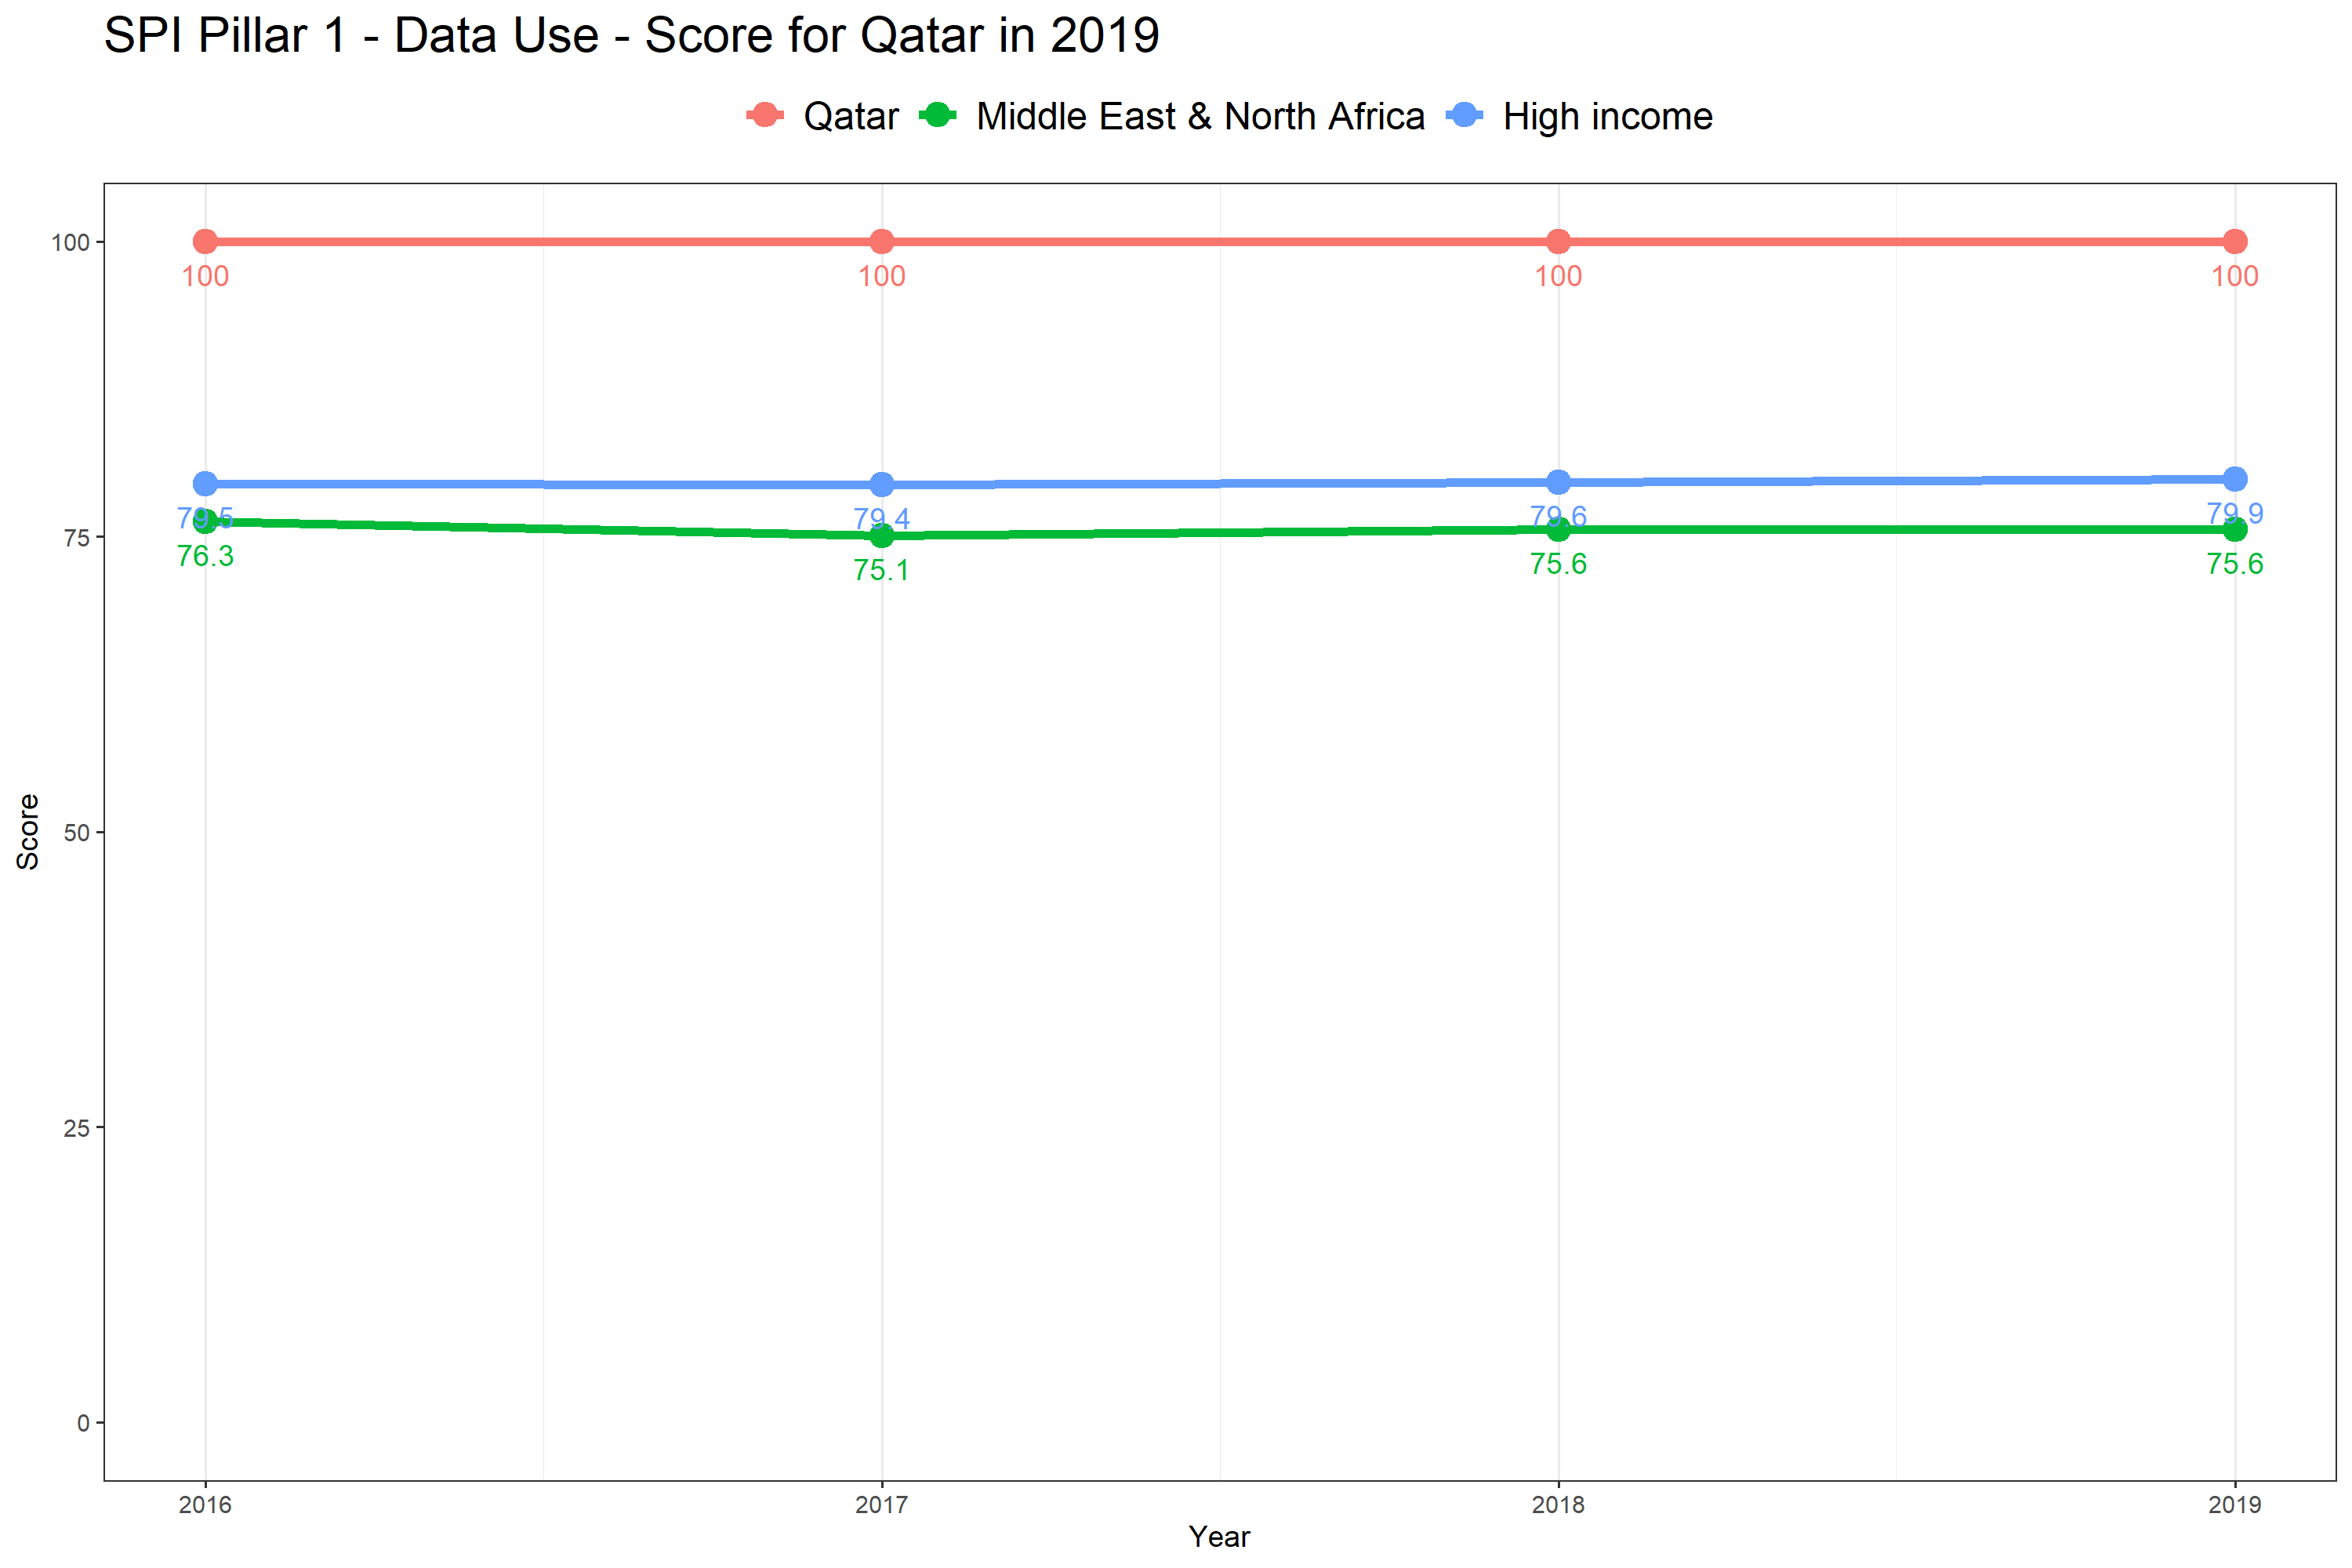 SPI Pillar 1 - Data Use - Score for Qatar in 2019
Qatar Middle East & North Africa High income
100
100 100 100 100
79.5 79.4 79.6 79.9
75
76.3 75.1 75.6 75.6
Score
50
25
0
2016 2017 2018 2019
Year